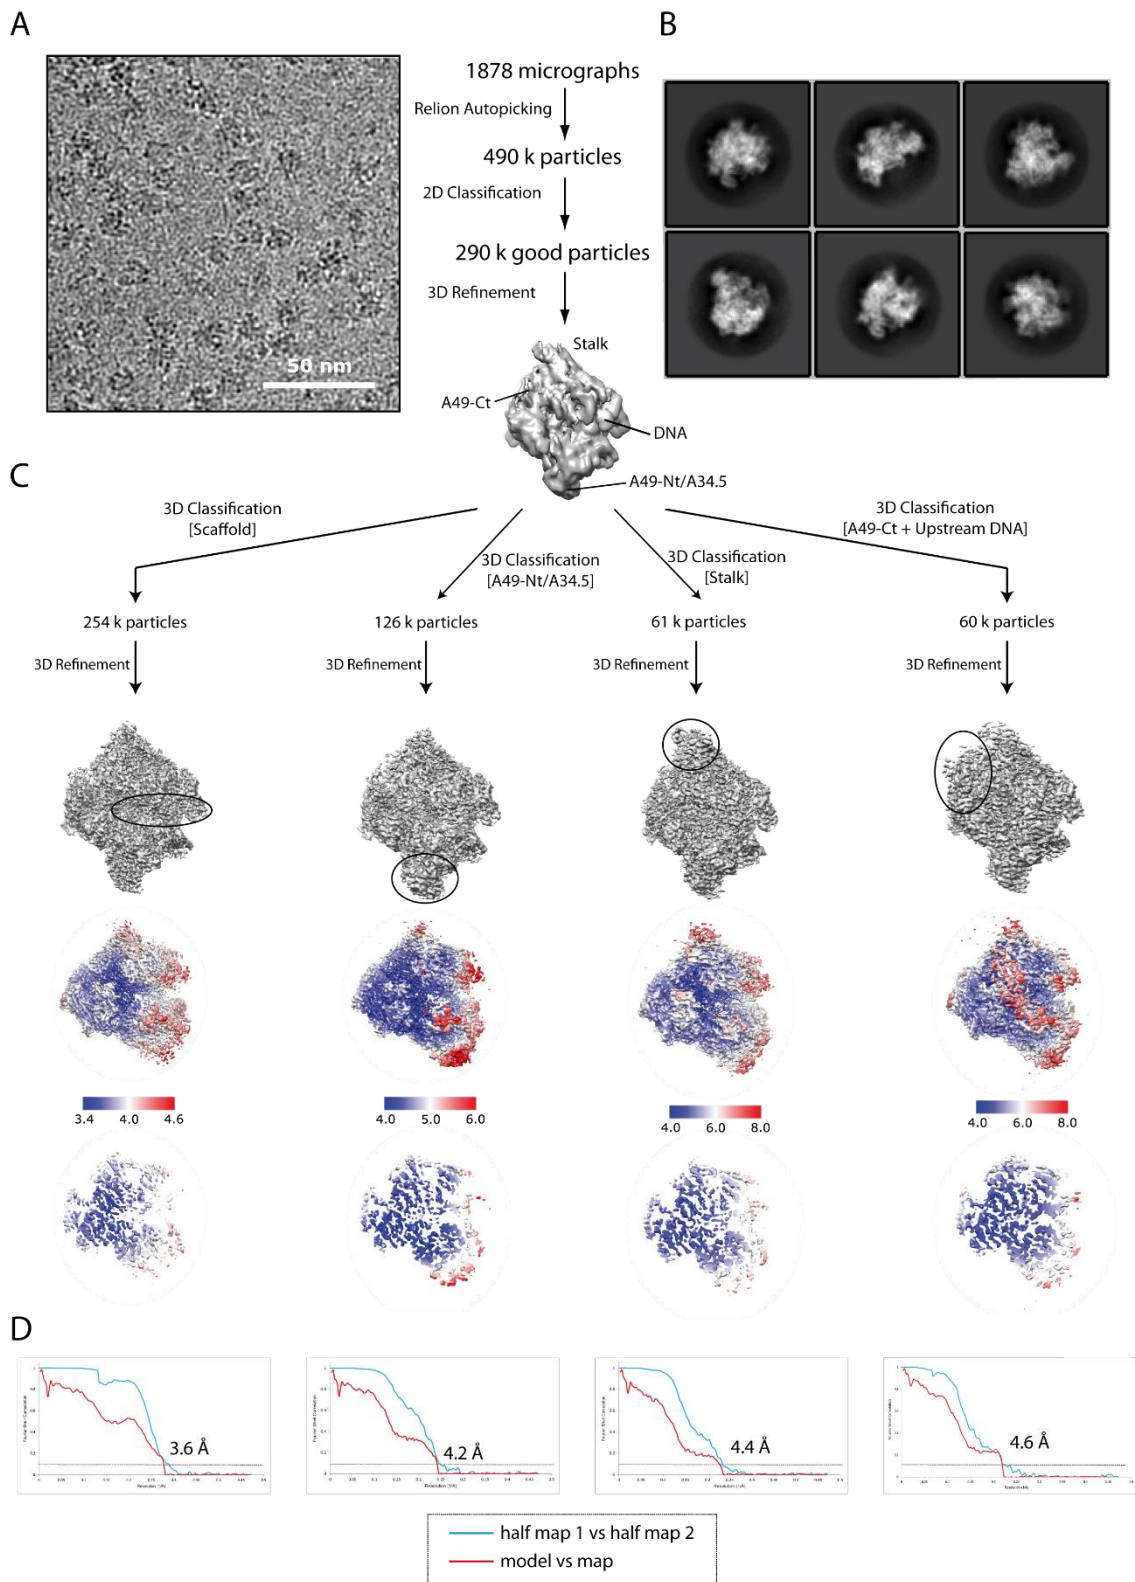 A
B
1878 micrographs
Relion Autopicking
490 k particles
2D Classification
290 k good particles
3D Refinement
50 nm
Stalk
A49-Ct
DNA
A49-Nt/A34.5
C
3D Classification
[Scaffold]
3D Classification
[A49-Nt/A34.5]
3D Classification
[Stalk]
3D Classification
[A49-Ct + Upstream DNA]
254 k particles
126 k particles
61 k particles
60 k particles
3D Refinement
3D Refinement
3D Refinement
3D Refinement
3.4 4.0 4.6
4.0 5.0 6.0
4.0 6.0 8.0
4.0 6.0 8.0
D
3.6 Å
4.2 Å
4.4 Å
4.6 Å
half map 1 vs half map 2
model vs map